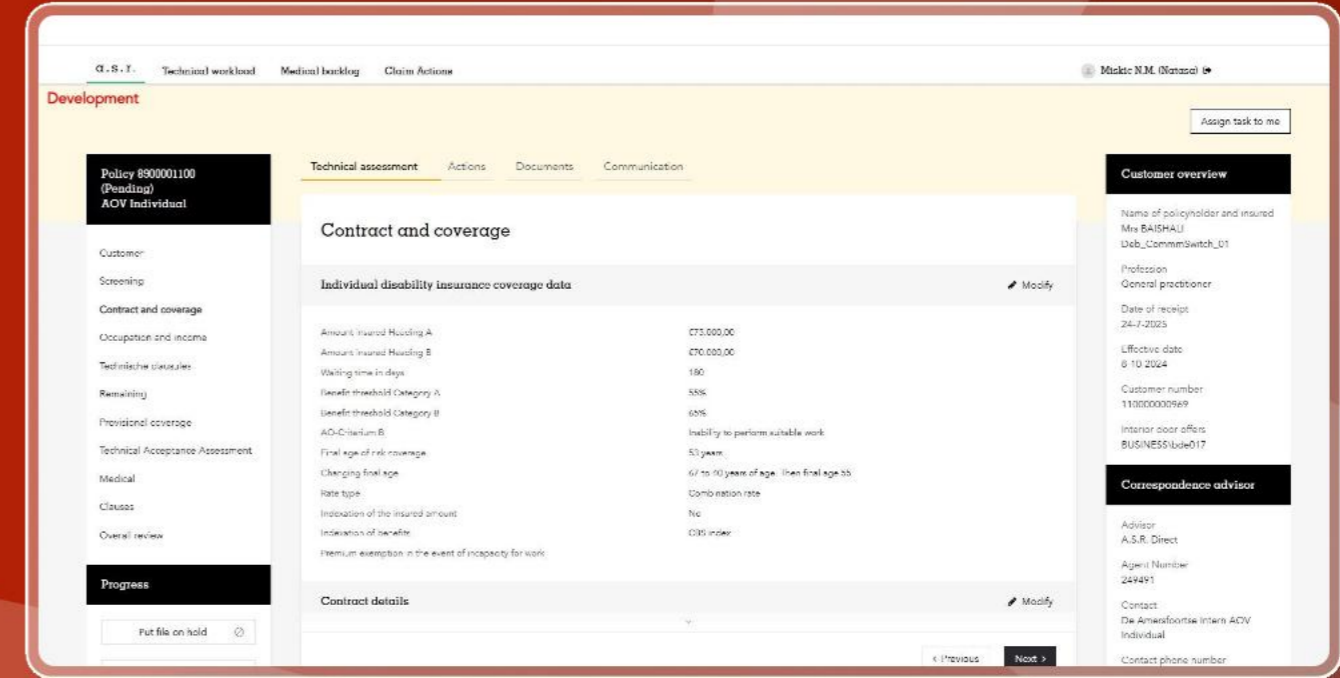 a.s.r.
Technical workload
Medical backlog
Claim Actions
Miskic N.M. (Natasa)
Development
Assign task to me
Policy 8900001100
(Pending)
AOV Individual
Customer
Screening
Contract and coverage
Occupation and income
Technische clausules
Remaining
Provisional coverage
Technical Acceptance Assessment
Medical
Clauses
Overall review
Progress
Put file on hold
Technical assessment
Actions
Documents
Communication
Contract and coverage
Individual disability insurance coverage data
Modify
Amount insured Heading A
€75.000,00
Amount insured Heading B
€70.000,00
Waiting time in days
180
Benefit threshold Category A
55%
Benefit threshold Category B
65%
AO-Criterium B
Inability to perform suitable work
Final age of risk coverage
53 years
Changing final age
67 to 40 years of age. Then final age 55
Rate type
Combination rate
Indexation of the insured amount
No
Indexation of benefits
CBS index
Premium exemption in the event of incapacity for work
Contract details
Modify
< Previous
Next >
Customer overview
Name of policyholder and insured
Mrs BAISHALI
Deb_CommmSwitch_01
Profession
General practitioner
Date of receipt
24-7-2025
Effective date
8-10-2024
Customer number
110000000969
Interior door offers
BUSINESS\bde017
Correspondence advisor
Advisor
A.S.R. Direct
Agent Number
249491
Contact
De Amersfoortse Intern AOV
Individual
Contact phone number